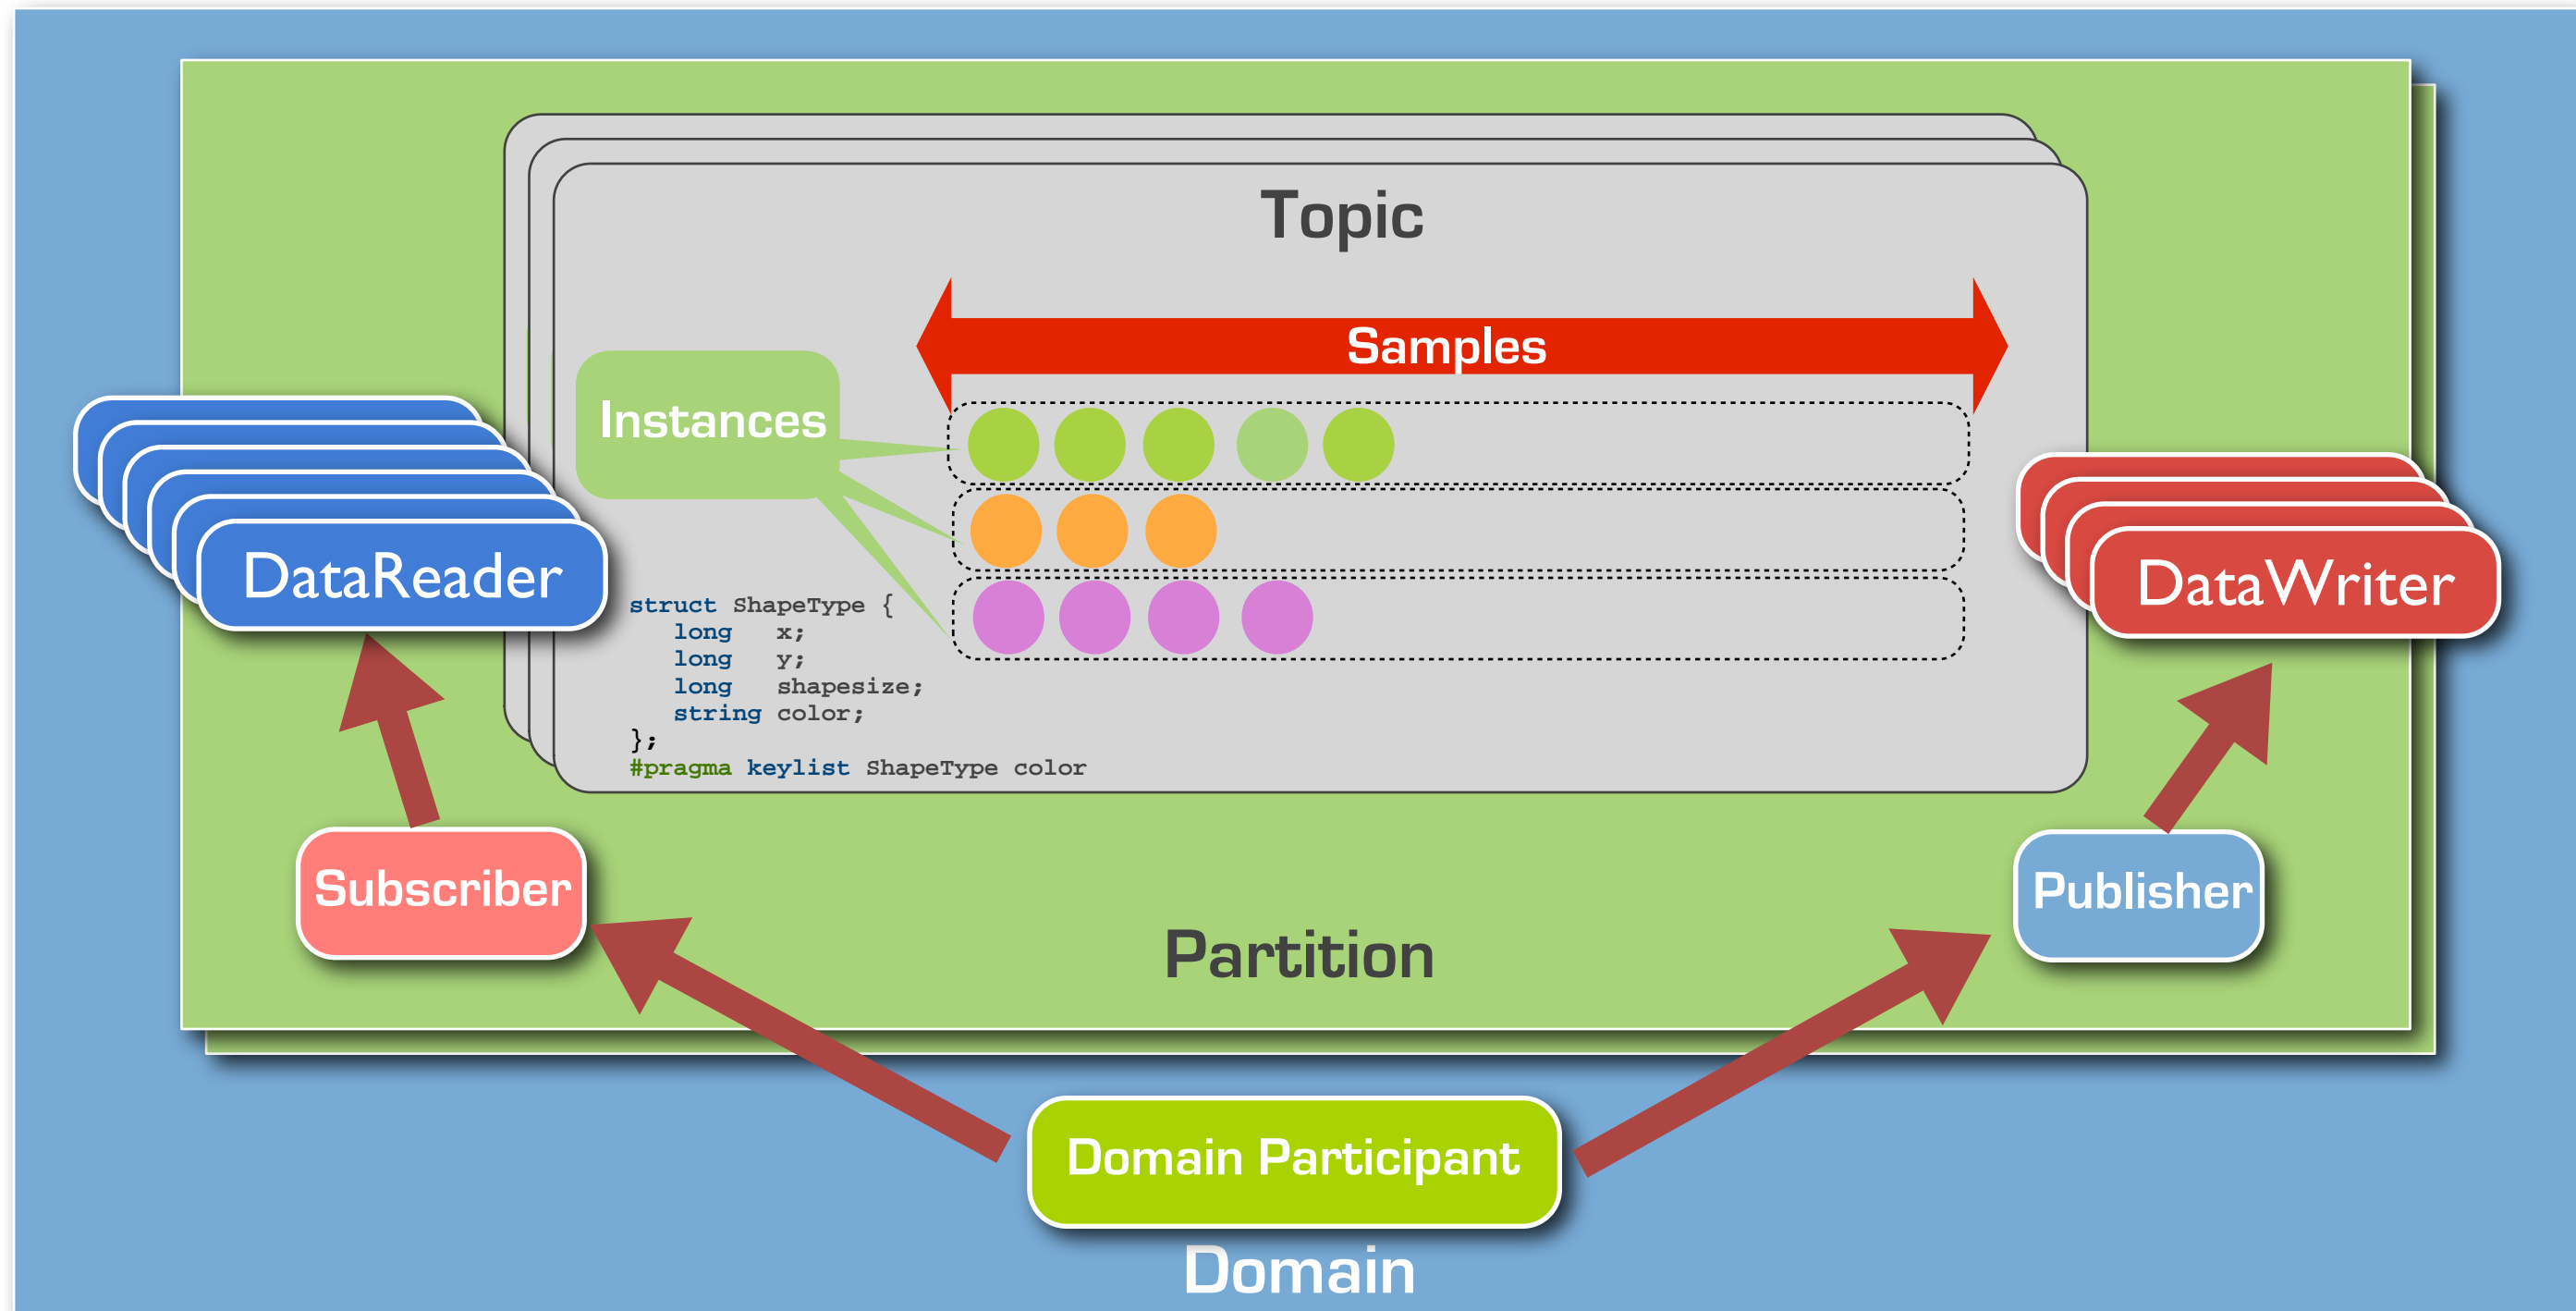 Topic
Samples
Instances
DataReader
DataWriter
struct ShapeType {
   long   x;
   long   y;
   long   shapesize;
   string color;
};
#pragma keylist ShapeType color
Subscriber
Publisher
Partition
Domain Participant
Domain